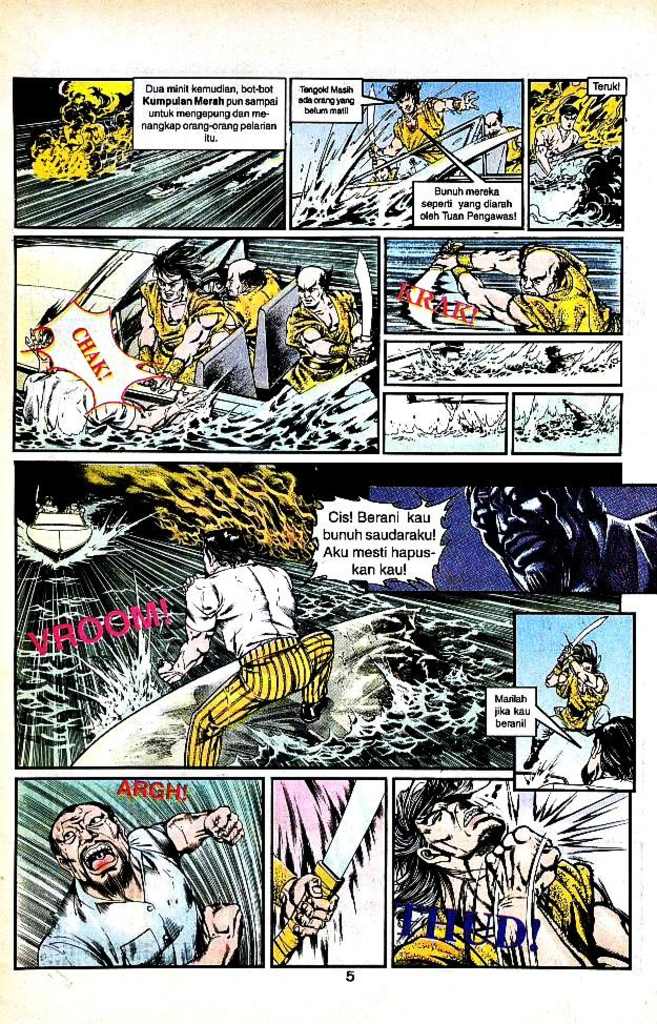 Dua minit kemudian, bot-bot
Kumpulan Merah pun sampai
untuk mengepung dan me-
nangkap orang-orang pelarian
itu.
Tengok! Masih
ada orang yang
belum mati!
Bunuh mereka
seperti yang diarah
oleh Tuan Pengawas!
Teruk!
CHAK!
KRAK!
Cis! Berani kau
bunuh saudaraku!
Aku mesti hapus-
kan kau!
VROOM!
Marilah
jika kau
berani!
ARGH!
THUD!
5